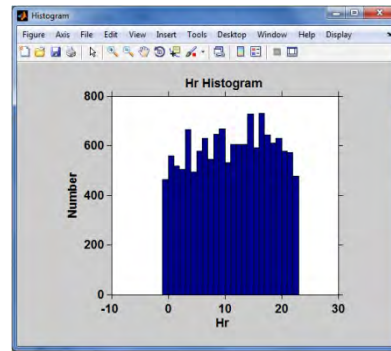 Histogram
Figure Axis File Edit View Insert Tools Desktop Window Help Display
Hr Histogram
800
600
400
200
0
Number
-10 0 10 20 30
Hr